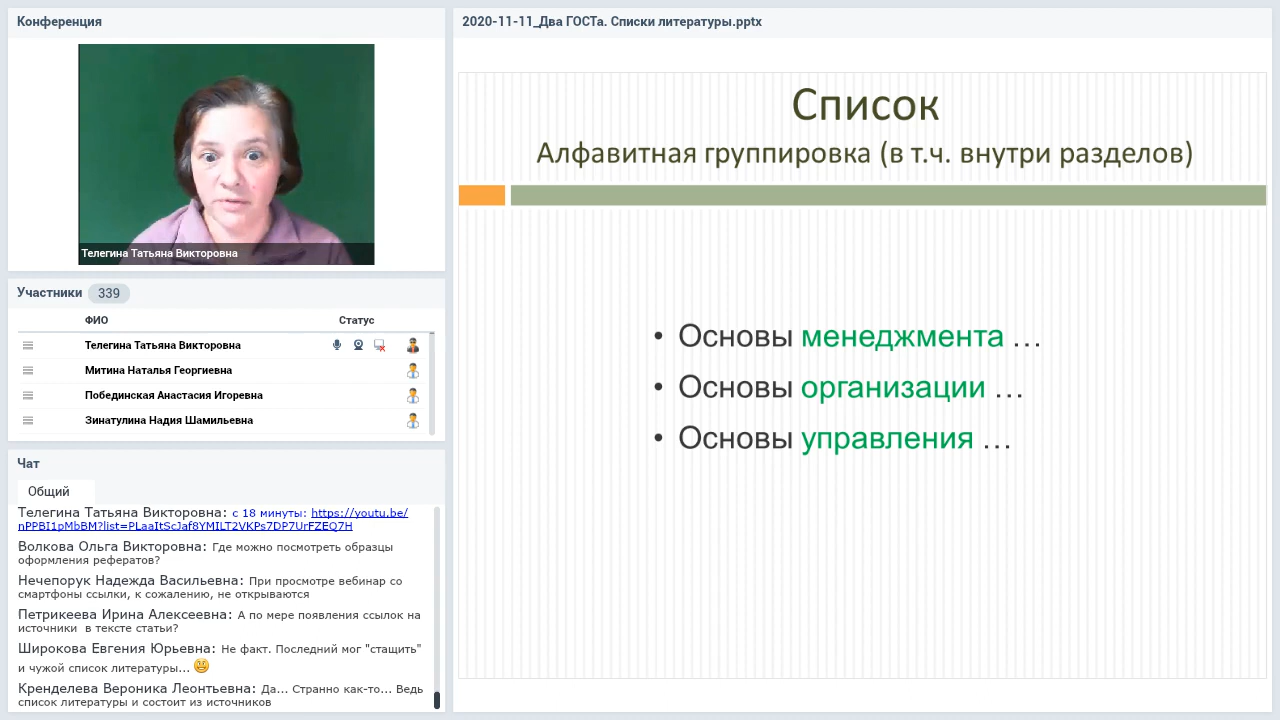 Конференция
Телегина Татьяна Викторовна
Участники 339
ФИО Статус
Телегина Татьяна Викторовна
Митина Наталья Георгиевна
Побединская Анастасия Игоревна
Зинатулина Надия Шамильевна
Чат
Общий
Телегина Татьяна Викторовна: с 18 минуты: https://youtu.be/
nPPBI1pMbBM?list=PLaaItScJaf8YMILT2VKPs7DP7UrFZEQ7H
Волкова Ольга Викторовна: Где можно посмотреть образцы
оформления рефератов?
Нечепорук Надежда Васильевна: При просмотре вебинар со
смартфоны ссылки, к сожалению, не открываются
Петрикеева Ирина Алексеевна: А по мере появления ссылок на
источники в тексте статьи?
Широкова Евгения Юрьевна: Не факт. Последний мог "стащить"
и чужой список литературы...
Кренделева Вероника Леонтьевна: Да... Странно как-то... Ведь
список литературы и состоит из источников
2020-11-11_Два ГОСТа. Списки литературы.pptx
Список
Алфавитная группировка (в т.ч. внутри разделов)
• Основы менеджмента …
• Основы организации …
• Основы управления …